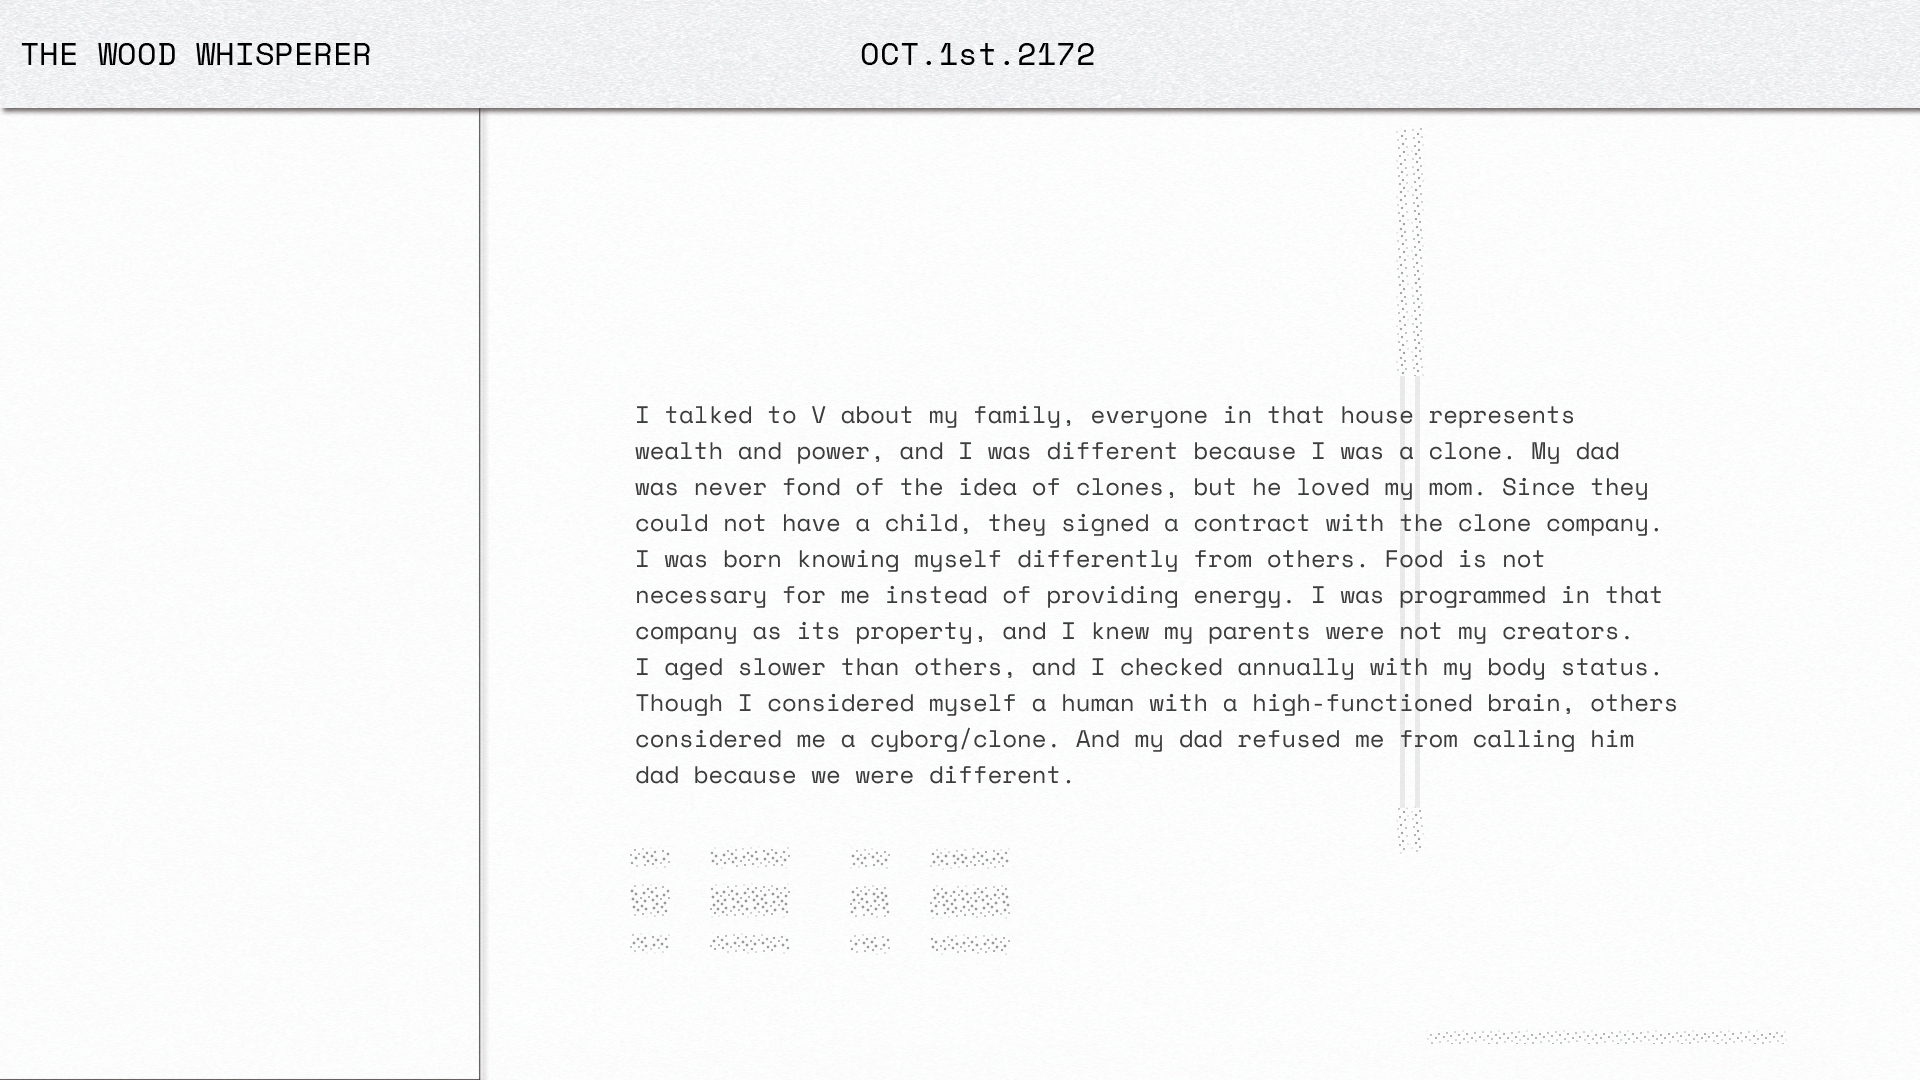 THE WOOD WHISPERER
OCT.1st.2172
I talked to V about my family, everyone in that house represents
wealth and power, and I was different because I was a clone. My dad
was never fond of the idea of clones, but he loved my mom. Since they
could not have a child, they signed a contract with the clone company.
I was born knowing myself differently from others. Food is not
necessary for me instead of providing energy. I was programmed in that
company as its property, and I knew my parents were not my creators.
I aged slower than others, and I checked annually with my body status.
Though I considered myself a human with a high-functioned brain, others
considered me a cyborg/clone. And my dad refused me from calling him
dad because we were different.